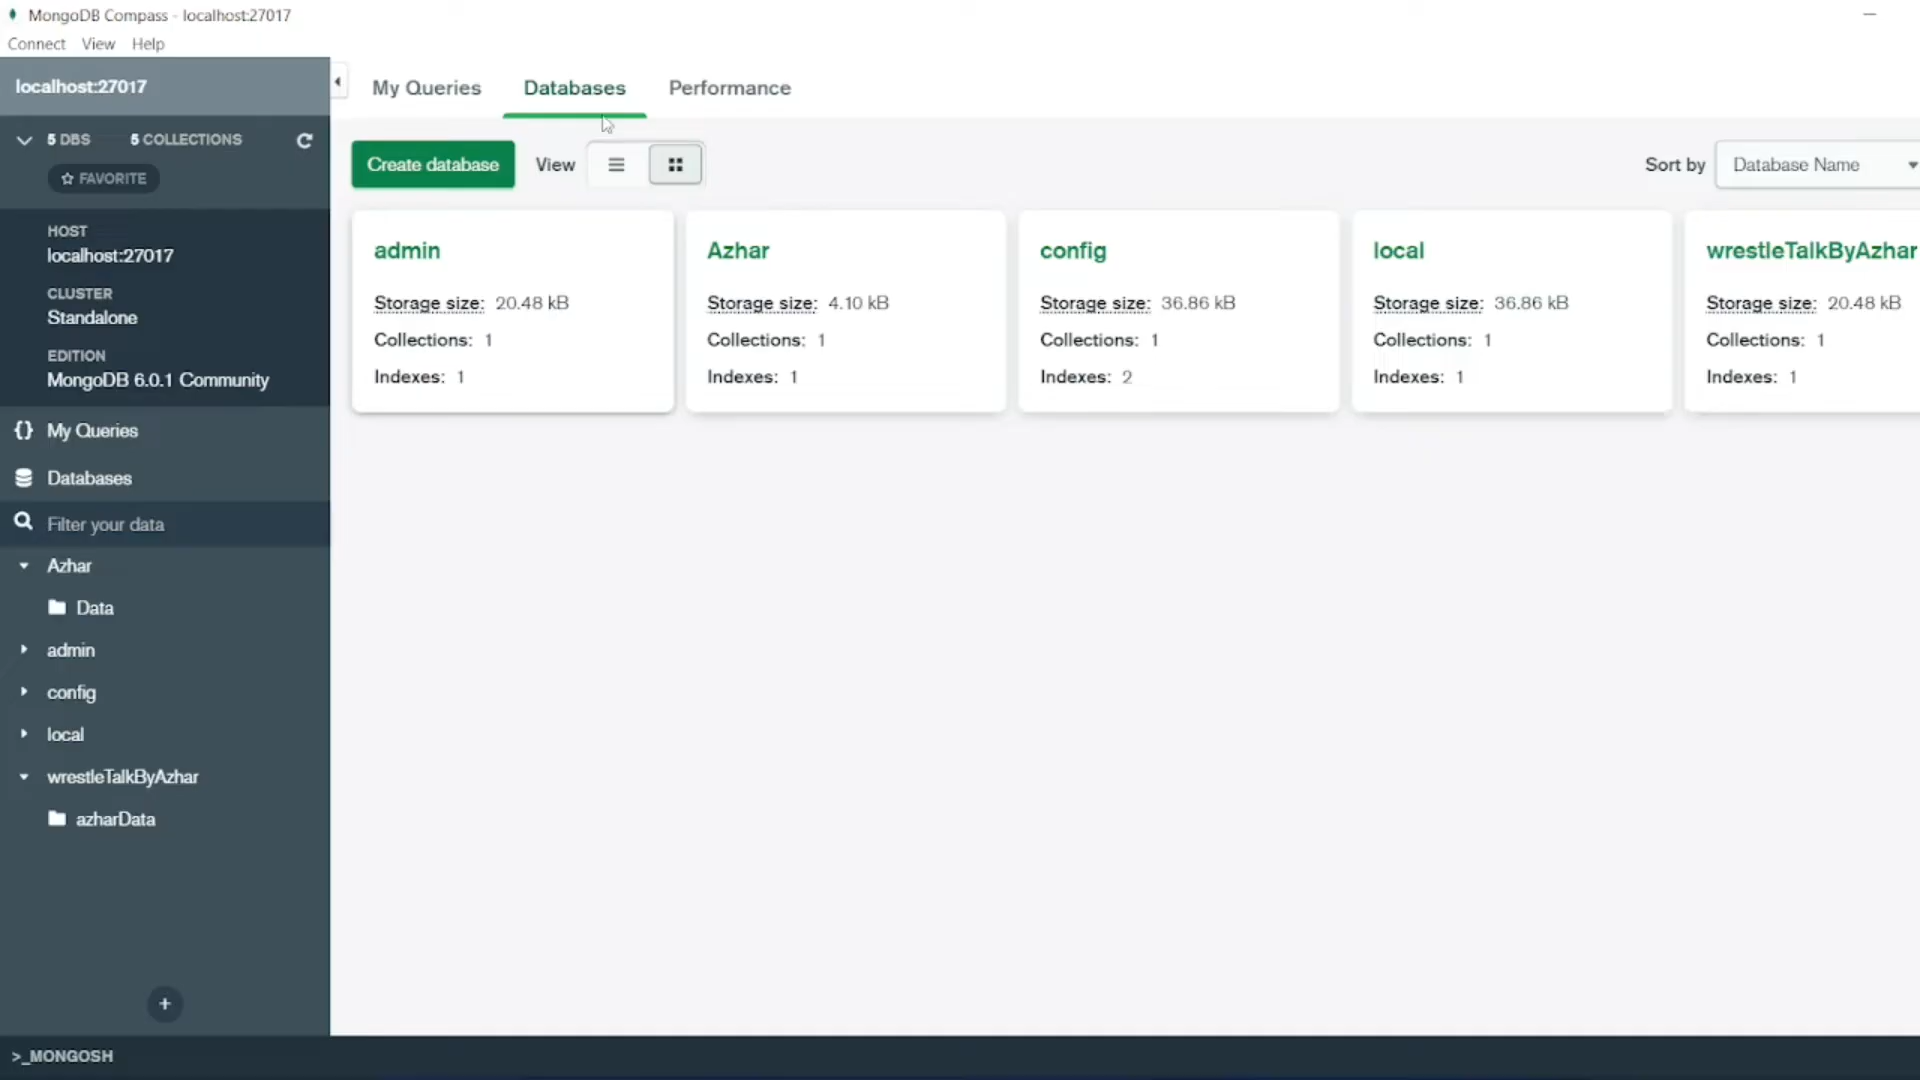 MongoDB Compass - localhost:27017
Connect View Help
localhost:27017
5 DBS 5 COLLECTIONS
FAVORITE
HOST
localhost:27017
CLUSTER
Standalone
EDITION
MongoDB 6.0.1 Community
{} My Queries
Databases
Filter your data
Azhar
Data
admin
config
local
wrestleTalkByAzhar
azharData
+
>_MONGOSH
My Queries Databases Performance
Create database View Sort by Database Name
admin
Storage size: 20.48 kB
Collections: 1
Indexes: 1
Azhar
Storage size: 4.10 kB
Collections: 1
Indexes: 1
config
Storage size: 36.86 kB
Collections: 1
Indexes: 2
local
Storage size: 36.86 kB
Collections: 1
Indexes: 1
wrestleTalkByAzhar
Storage size: 20.48 kB
Collections: 1
Indexes: 1